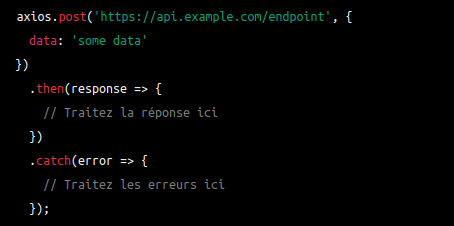 axios.post('https://api.example.com/endpoint', {
  data: 'some data'
})
  .then(response => {
    // Traitez la réponse ici
  })
  .catch(error => {
    // Traitez les erreurs ici
  });